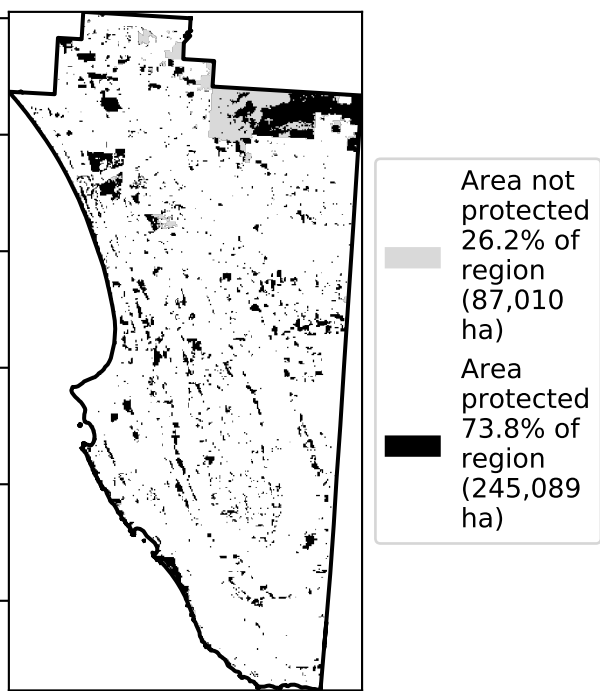 Area not
protected
26.2% of
region
(87,010
ha)
Area
protected
73.8% of
region
(245,089
ha)